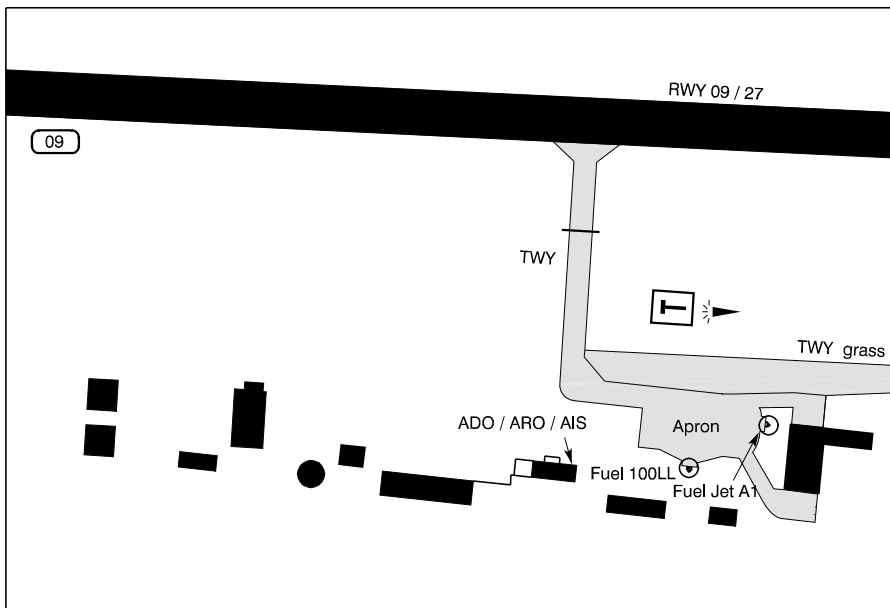 RWY 09 / 27
09
TWY
TWY grass
ADO / ARO / AIS
Apron
Fuel 100LL
Fuel Jet A1